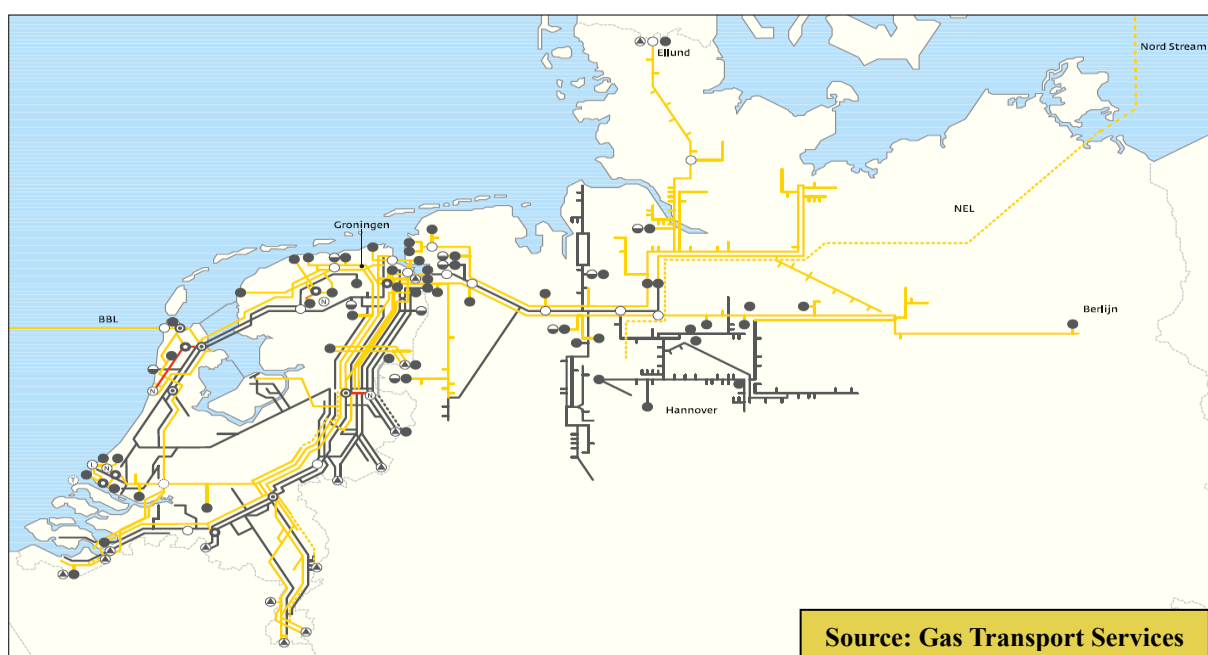 Ellund
Nord Stream
NEL
Groningen
BBL
Berlijn
Hannover
N
N
N
N
I
T
Source: Gas Transport Services